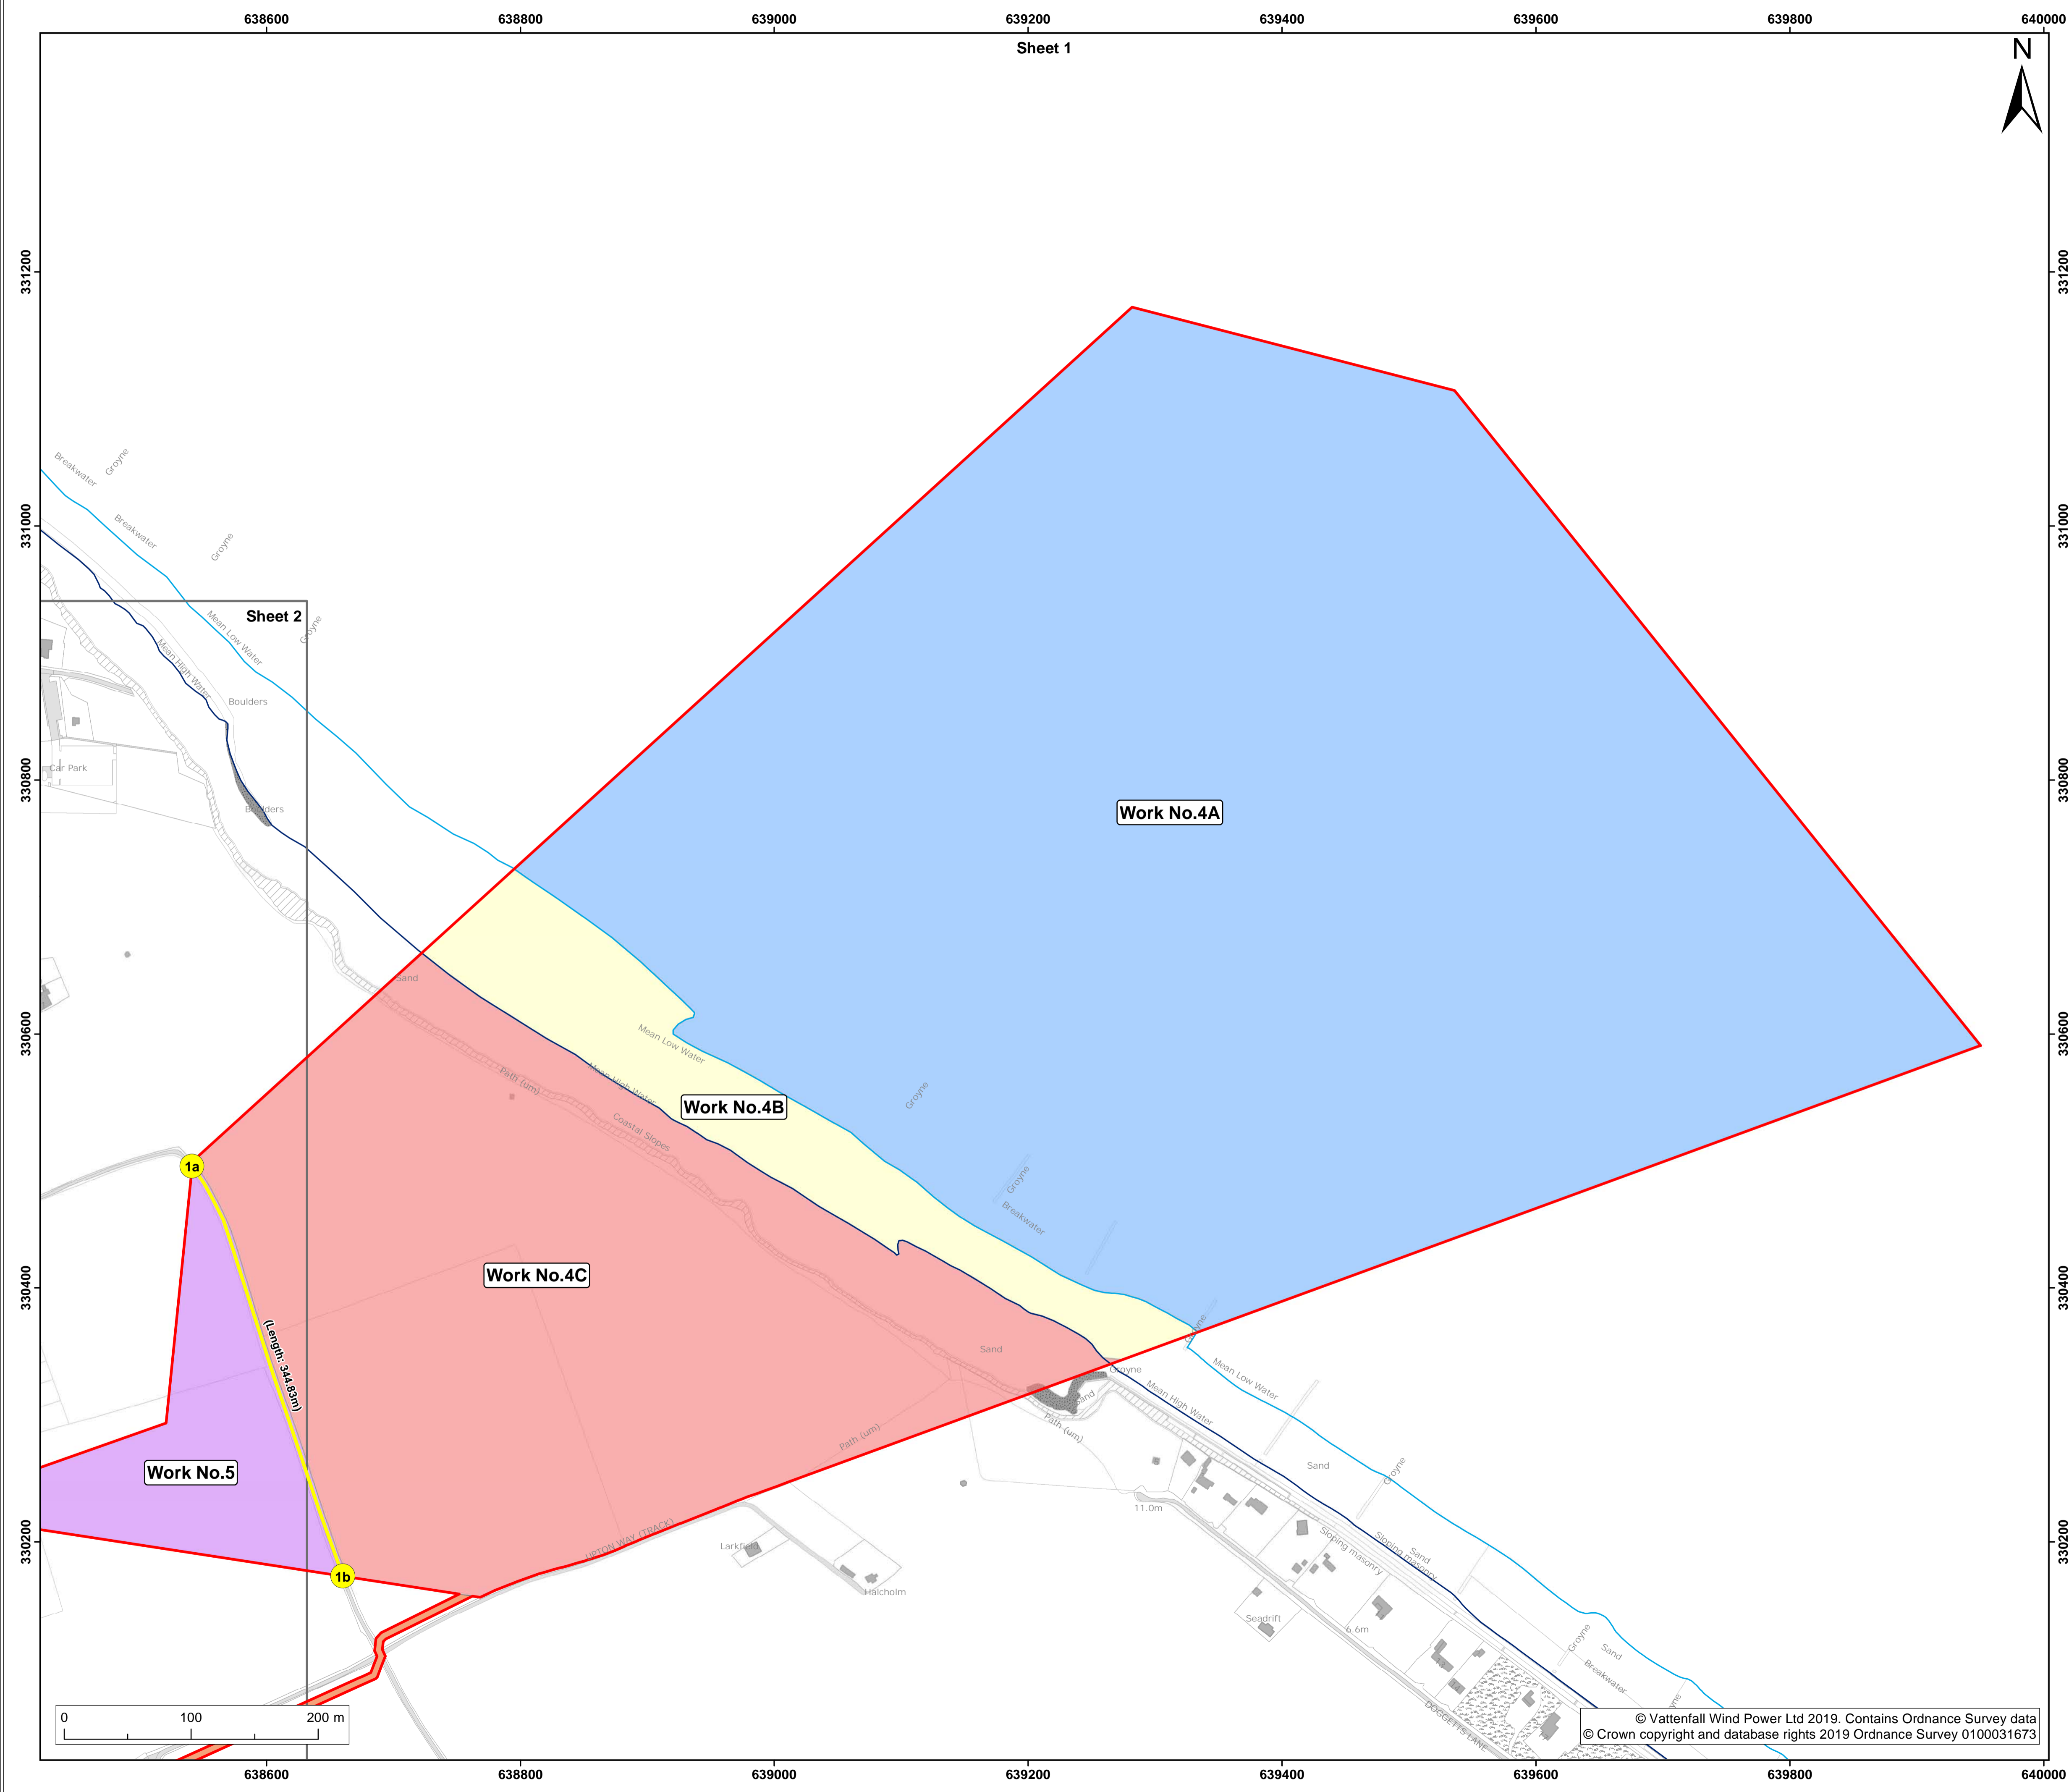 638600 638800 639000 639200 639400 639600 639800 640000
Sheet 1
N
331200 331200
Groyne
Breakwater
Breakwater
Groyne
331000 331000
Sheet 2
Groyne
Mean Low Water
Mean High Water
Boulders
Car Park
Boulders
330800 330800
Work No.4A
Sand
Mean Low Water
330600 330600
Path (um)
Mean High Water
Groyne
Work No.4B
Coastal Slopes
1a
Groyne
Breakwater
Work No.4C
330400 330400
(Length: 344.83m)
Sand
Groyne
Mean Low Water
Mean High Water
Path (um)
Path (um)
Work No.5
Sand
Groyne
11.0m
330200 330200
UPTON WAY (TRACK)
Larkfield
Halcholm
Sloping masonry
Sloping masonry
Sand
1b
Seadrift
6.6m
Groyne
Sand
Breakwater
DOGGETTS LANE
0 100 200 m
© Vattenfall Wind Power Ltd 2019. Contains Ordnance Survey data
© Crown copyright and database rights 2019 Ordnance Survey 0100031673
638600 638800 639000 639200 639400 639600 639800 640000